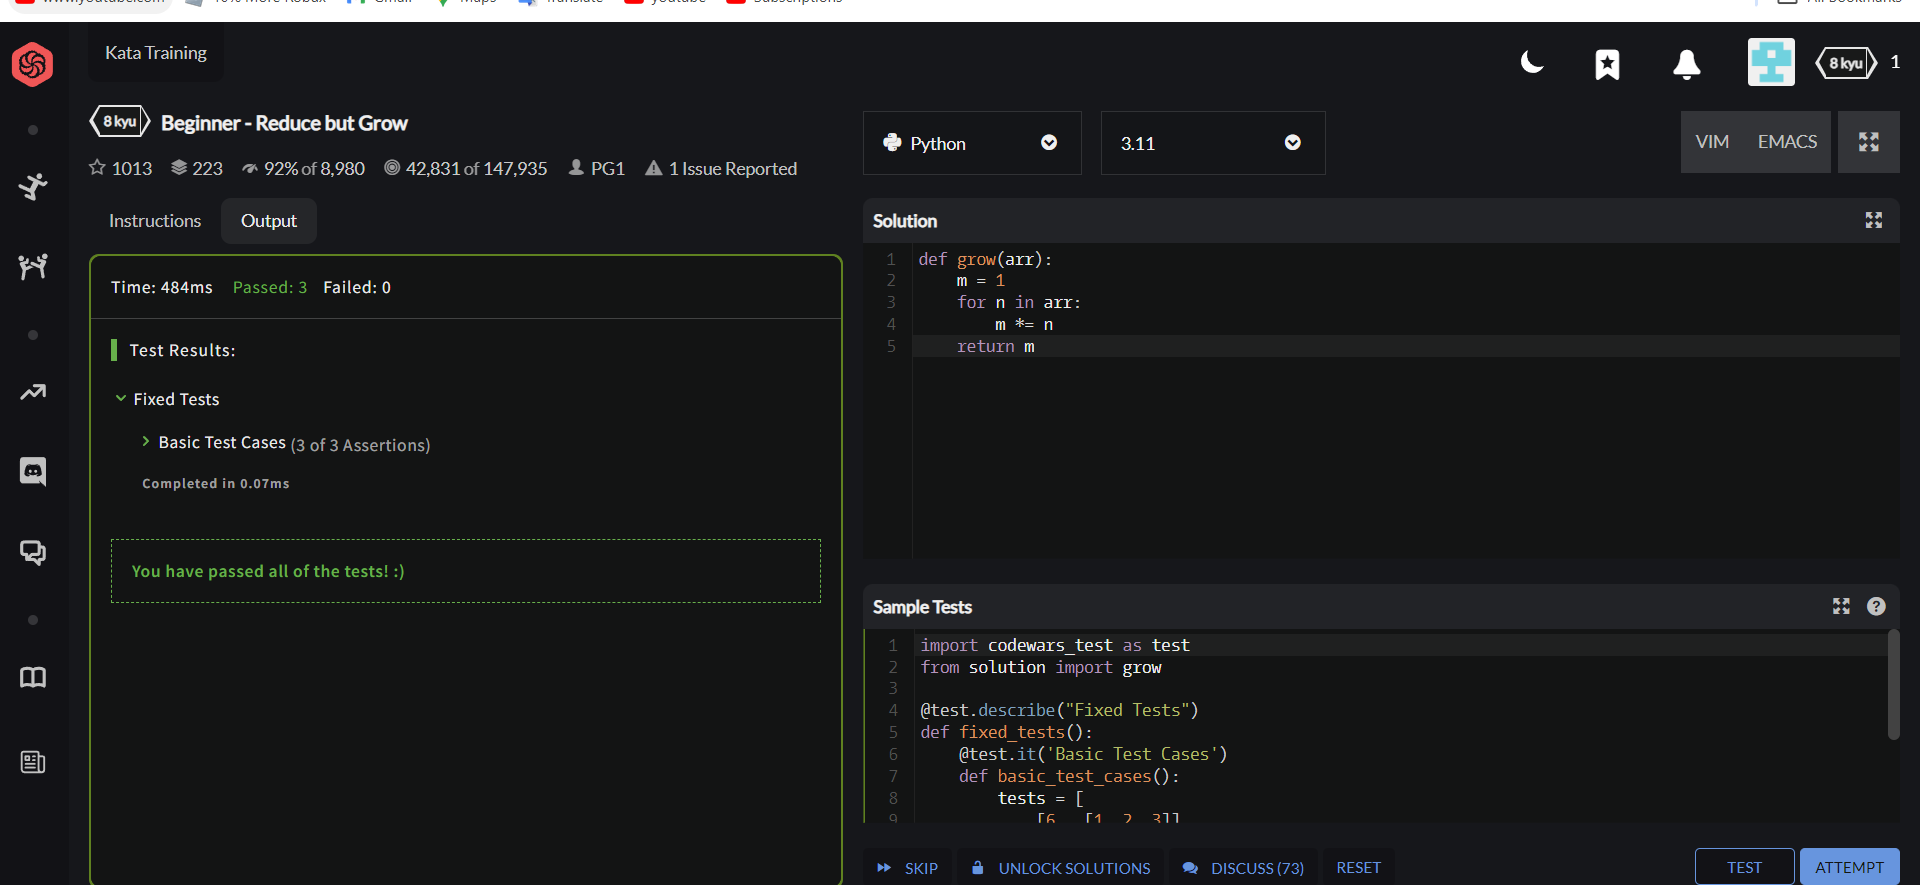 Kata Training
8 kyu
1
8 kyu
Beginner - Reduce but Grow
1013
223
92% of 8,980
42,831 of 147,935
PG1
1 Issue Reported
Python
3.11
VIM
EMACS
Instructions
Output
Time: 484ms Passed: 3 Failed: 0
Test Results:
Fixed Tests
Basic Test Cases (3 of 3 Assertions)
Completed in 0.07ms
You have passed all of the tests! :)
Solution
1 def grow(arr):
2     m = 1
3     for n in arr:
4         m *= n
5     return m
Sample Tests
1 import codewars_test as test
2 from solution import grow
3
4 @test.describe("Fixed Tests")
5 def fixed_tests():
6     @test.it('Basic Test Cases')
7     def basic_test_cases():
8         tests = [
9             [6, [1, 2, 3]]
SKIP
UNLOCK SOLUTIONS
DISCUSS (73)
RESET
TEST
ATTEMPT